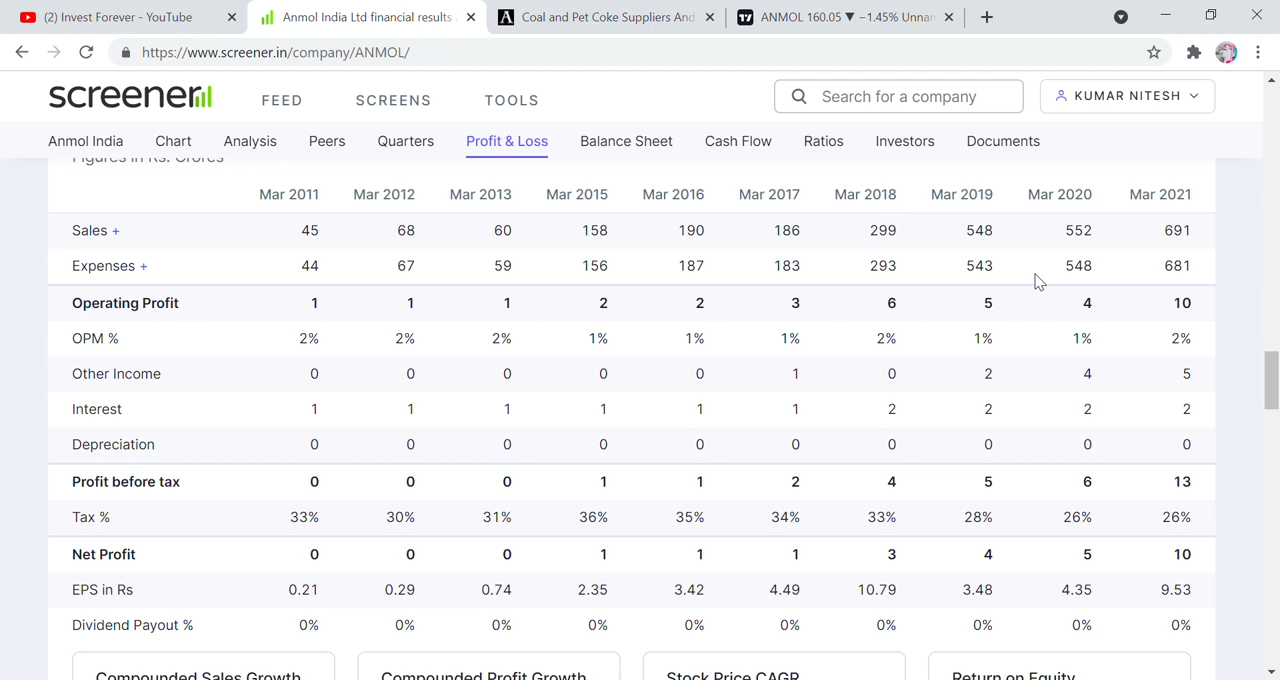 (2) Invest Forever - YouTube
Anmol India Ltd financial results
Coal and Pet Coke Suppliers And
ANMOL 160.05 ▼ −1.45% Unnar
https://www.screener.in/company/ANMOL/
screener
FEED
SCREENS
TOOLS
Search for a company
KUMAR NITESH
Anmol India Chart Analysis Peers Quarters Profit & Loss Balance Sheet Cash Flow Ratios Investors Documents
Figures in Rs. Crores
Mar 2011 Mar 2012 Mar 2013 Mar 2015 Mar 2016 Mar 2017 Mar 2018 Mar 2019 Mar 2020 Mar 2021
Sales + 45 68 60 158 190 186 299 548 552 691
Expenses + 44 67 59 156 187 183 293 543 548 681
Operating Profit 1 1 1 2 2 3 6 5 4 10
OPM % 2% 2% 2% 1% 1% 1% 2% 1% 1% 2%
Other Income 0 0 0 0 0 1 0 2 4 5
Interest 1 1 1 1 1 1 2 2 2 2
Depreciation 0 0 0 0 0 0 0 0 0 0
Profit before tax 0 0 0 1 1 2 4 5 6 13
Tax % 33% 30% 31% 36% 35% 34% 33% 28% 26% 26%
Net Profit 0 0 0 1 1 1 3 4 5 10
EPS in Rs 0.21 0.29 0.74 2.35 3.42 4.49 10.79 3.48 4.35 9.53
Dividend Payout % 0% 0% 0% 0% 0% 0% 0% 0% 0% 0%
Compounded Sales Growth Compounded Profit Growth Stock Price CAGR Return on Equity